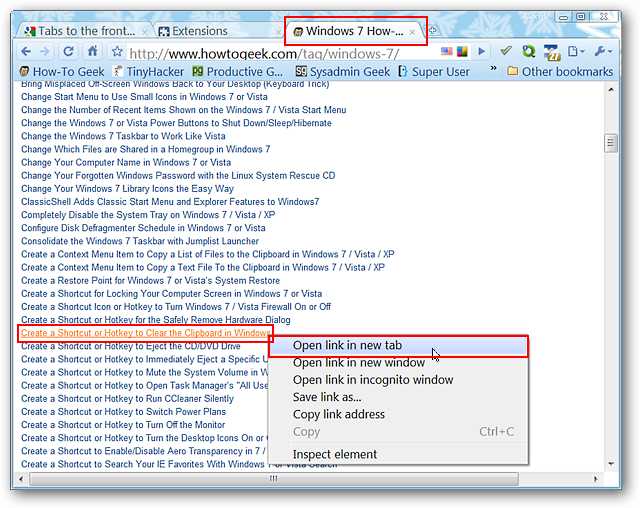 Tabs to the front...
Extensions
Windows 7 How-...
http://www.howtogeek.com/tag/windows-7/
How-To Geek
TinyHacker
Productive G...
Sysadmin-Geek
Super User
»
Other bookmarks
Bring Misplaced Off-Screen Windows Back to Your Desktop (Keyboard Trick)
Change Start Menu to Use Small Icons in Windows 7 or Vista
Change the Number of Recent Items Shown on the Windows 7 / Vista Start Menu
Change the Windows 7 or Vista Power Buttons to Shut Down/Sleep/Hibernate
Change the Windows 7 Taskbar to Work Like Vista
Change Which Files are Shared in a Homegroup in Windows 7
Change Your Computer Name in Windows 7 or Vista
Change Your Forgotten Windows Password with the Linux System Rescue CD
Change Your Windows 7 Library Icons the Easy Way
ClassicShell Adds Classic Start Menu and Explorer Features to Windows7
Completely Disable the System Tray on Windows 7 / Vista / XP
Configure Disk Defragmenter Schedule in Windows 7 or Vista
Consolidate the Windows 7 Taskbar with Jumplist Launcher
Create a Context Menu Item to Copy a List of Files to the Clipboard in Windows 7 / Vista / XP
Create a Context Menu Item to Copy a Text File To the Clipboard in Windows 7 / Vista / XP
Create a Restore Point for Windows 7 or Vista's System Restore
Create a Shortcut for Locking Your Computer Screen in Windows 7 or Vista
Create a Shortcut Icon or Hotkey to Turn Windows 7 / Vista Firewall On or Off
Create a Shortcut or Hotkey for the Safely Remove Hardware Dialog
Create a Shortcut or Hotkey to Clear the Clipboard in Windows
Create a Shortcut or Hotkey to Eject the CD/DVD Drive
Create a Shortcut or Hotkey to Immediately Eject a Specific U
Create a Shortcut or Hotkey to Mute the System Volume in W
Create a Shortcut or Hotkey to Open Task Manager's "All Use
Create a Shortcut or Hotkey to Run CCleaner Silently
Create a Shortcut or Hotkey to Switch Power Plans
Create a Shortcut or Hotkey to Turn Off the Monitor
Create a Shortcut or Hotkey to Turn the Desktop Icons On or
Create a Shortcut to Enable/Disable Aero Transparency in 7 /
Create a Shortcut to Search Your IE Favorites With Windows 7 or Vista Search
Open link in new tab
Open link in new window
Open link in incognito window
Save link as...
Copy link address
Copy Ctrl+C
Inspect element